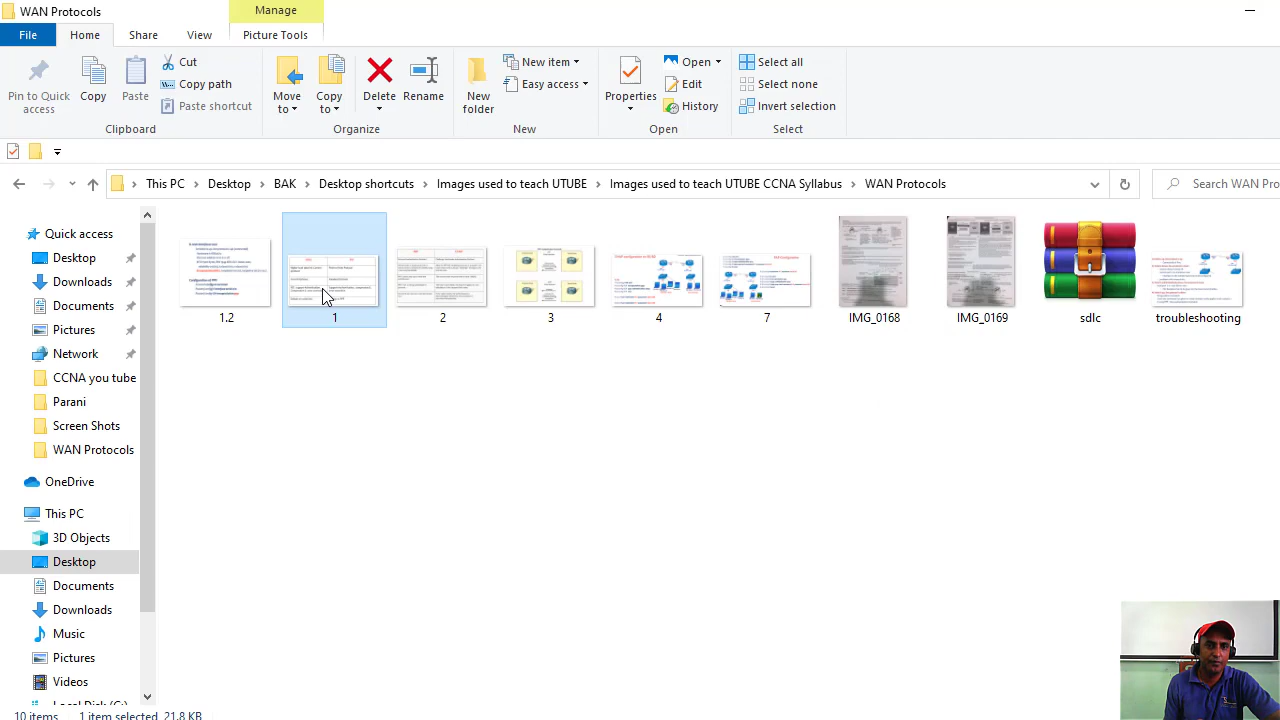 WAN Protocols
Manage
File
Home
Share
View
Picture Tools
Pin to Quick
access
Copy
Paste
Cut
Copy path
Paste shortcut
Clipboard
Move
to
Copy
to
Delete
Rename
Organize
New
folder
New item
Easy access
New
Properties
Open
Edit
History
Open
Select all
Select none
Invert selection
Select
This PC > Desktop > BAK > Desktop shortcuts > Images used to teach UTUBE > Images used to teach UTUBE CCNA Syllabus > WAN Protocols
Search WAN Pro
Quick access
Desktop
Downloads
Documents
Pictures
Network
CCNA you tube
Parani
Screen Shots
WAN Protocols
OneDrive
This PC
3D Objects
Desktop
Documents
Downloads
Music
Pictures
Videos
Local Disk (C:)
1.2
1
2
3
4
7
IMG_0168
IMG_0169
sdlc
troubleshooting
10 items
1 item selected 21.8 KB